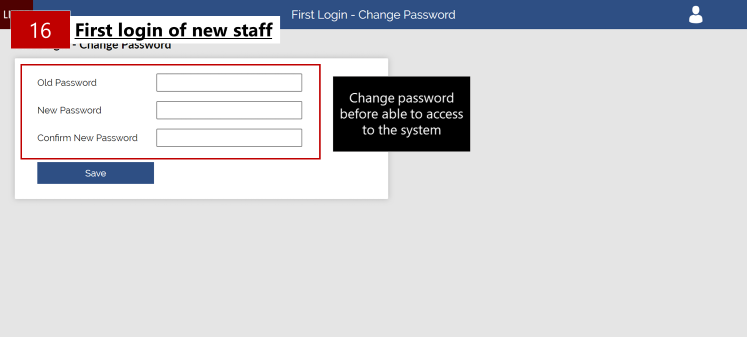 First Login - Change Password
16 First login of new staff
- Change Password
Old Password
New Password
Confirm New Password
Save
Change password
before able to access
to the system